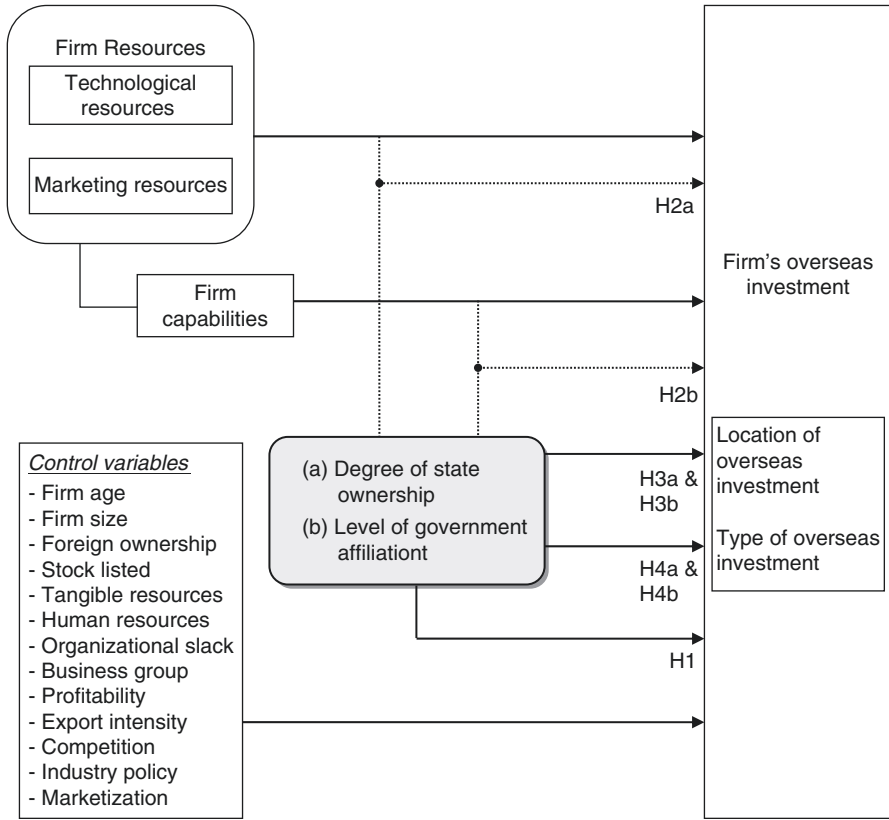 Firm Resources
Technological
resources
Marketing resources
H2a
Firm's overseas
investment
Firm
capabilities
H2b
Control variables
- Firm age
- Firm size
- Foreign ownership
- Stock listed
- Tangible resources
- Human resources
- Organizational slack
- Business group
- Profitability
- Export intensity
- Competition
- Industry policy
- Marketization
(a) Degree of state
ownership
(b) Level of government
affiliationt
H3a &
H3b
H4a &
H4b
H1
Location of
overseas
investment
Type of overseas
investment